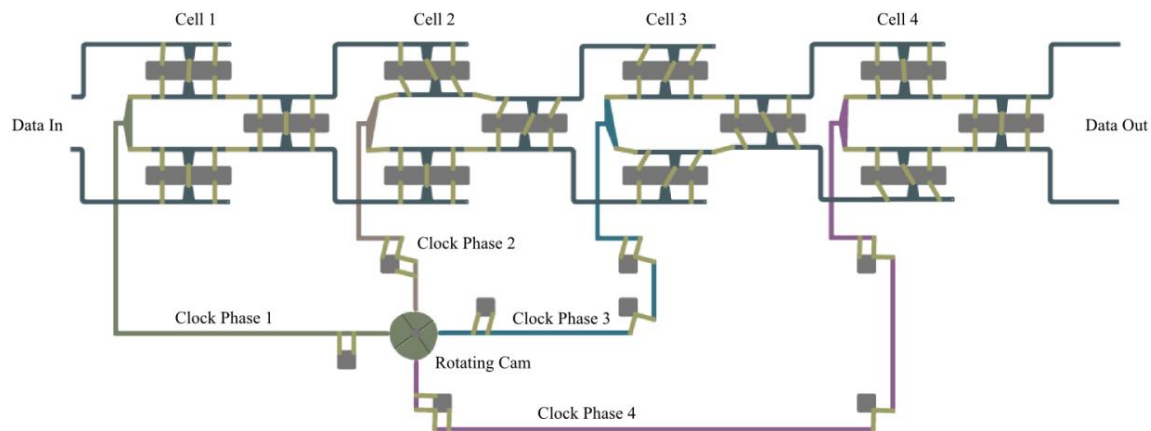 Cell 1
Cell 2
Cell 3
Cell 4
Data In
Data Out
Clock Phase 2
Clock Phase 1
Clock Phase 3
Rotating Cam
Clock Phase 4